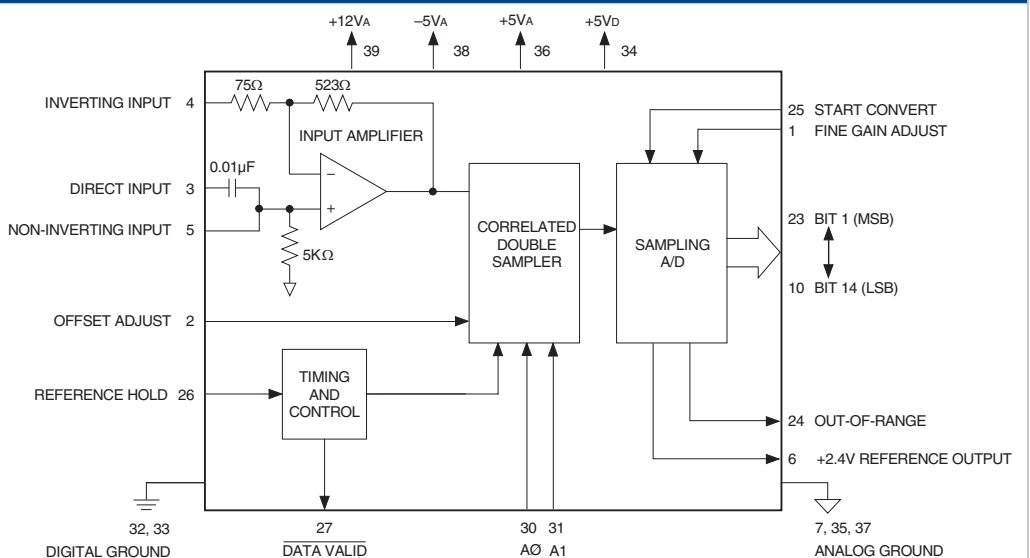 +12VA
–5VA
+5VA
+5VD
39
38
36
34
75Ω
523Ω
INVERTING INPUT 4
25 START CONVERT
1 FINE GAIN ADJUST
INPUT AMPLIFIER
0.01µF
–
+
DIRECT INPUT 3
NON-INVERTING INPUT 5
5KΩ
CORRELATED
DOUBLE
SAMPLER
SAMPLING
A/D
23 BIT 1 (MSB)
10 BIT 14 (LSB)
OFFSET ADJUST 2
REFERENCE HOLD 26
TIMING
AND
CONTROL
24 OUT-OF-RANGE
6 +2.4V REFERENCE OUTPUT
32, 33
DIGITAL GROUND
27
DATA VALID
30 31
AØ A1
7, 35, 37
ANALOG GROUND